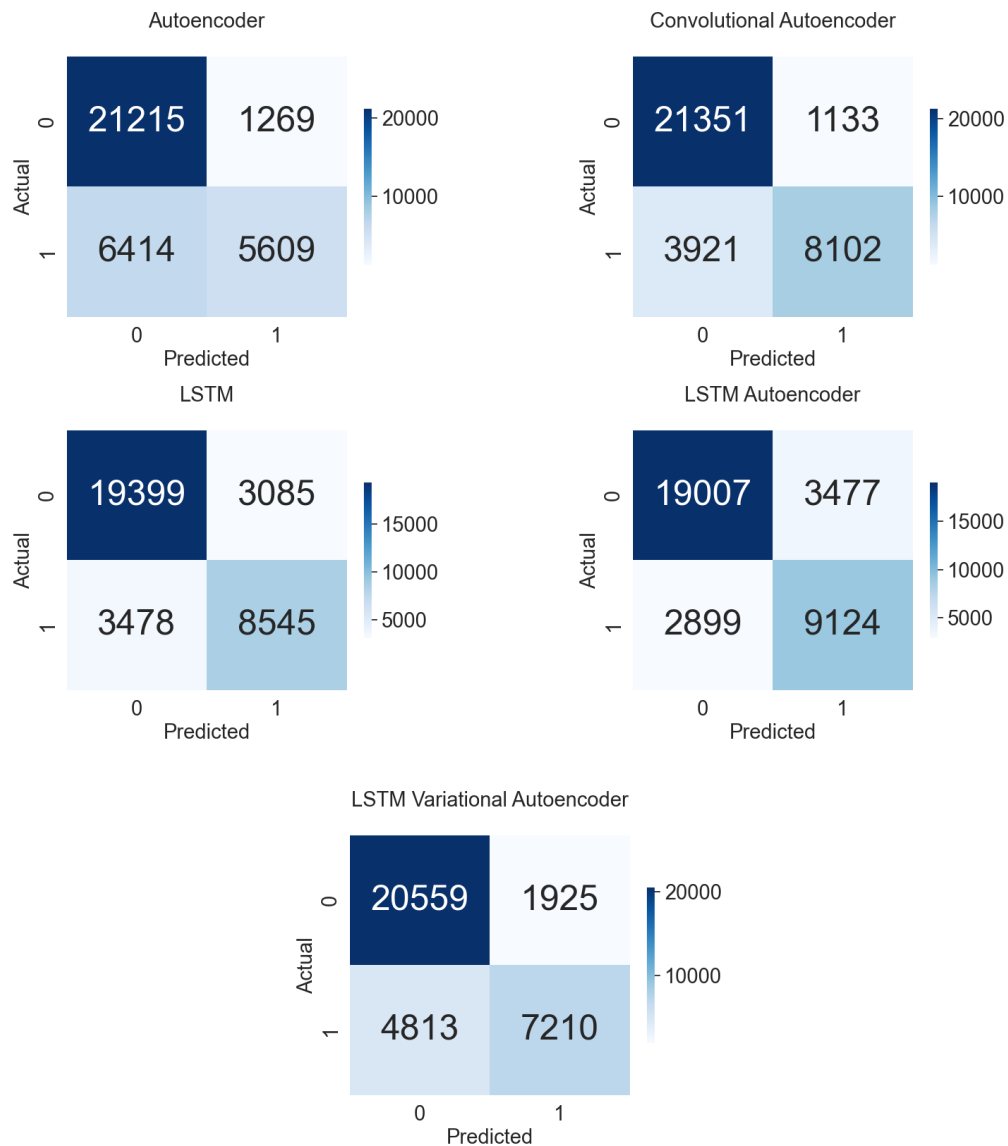 Autoencoder
Convolutional Autoencoder
0
21215 1269
20000
10000
Actual
1
6414 5609
0 1
Predicted
0
21351 1133
20000
10000
Actual
1
3921 8102
0 1
Predicted
LSTM
LSTM Autoencoder
0
19399 3085
15000
10000
5000
Actual
1
3478 8545
0 1
Predicted
0
19007 3477
15000
10000
5000
Actual
1
2899 9124
0 1
Predicted
LSTM Variational Autoencoder
0
20559 1925
20000
10000
Actual
1
4813 7210
0 1
Predicted